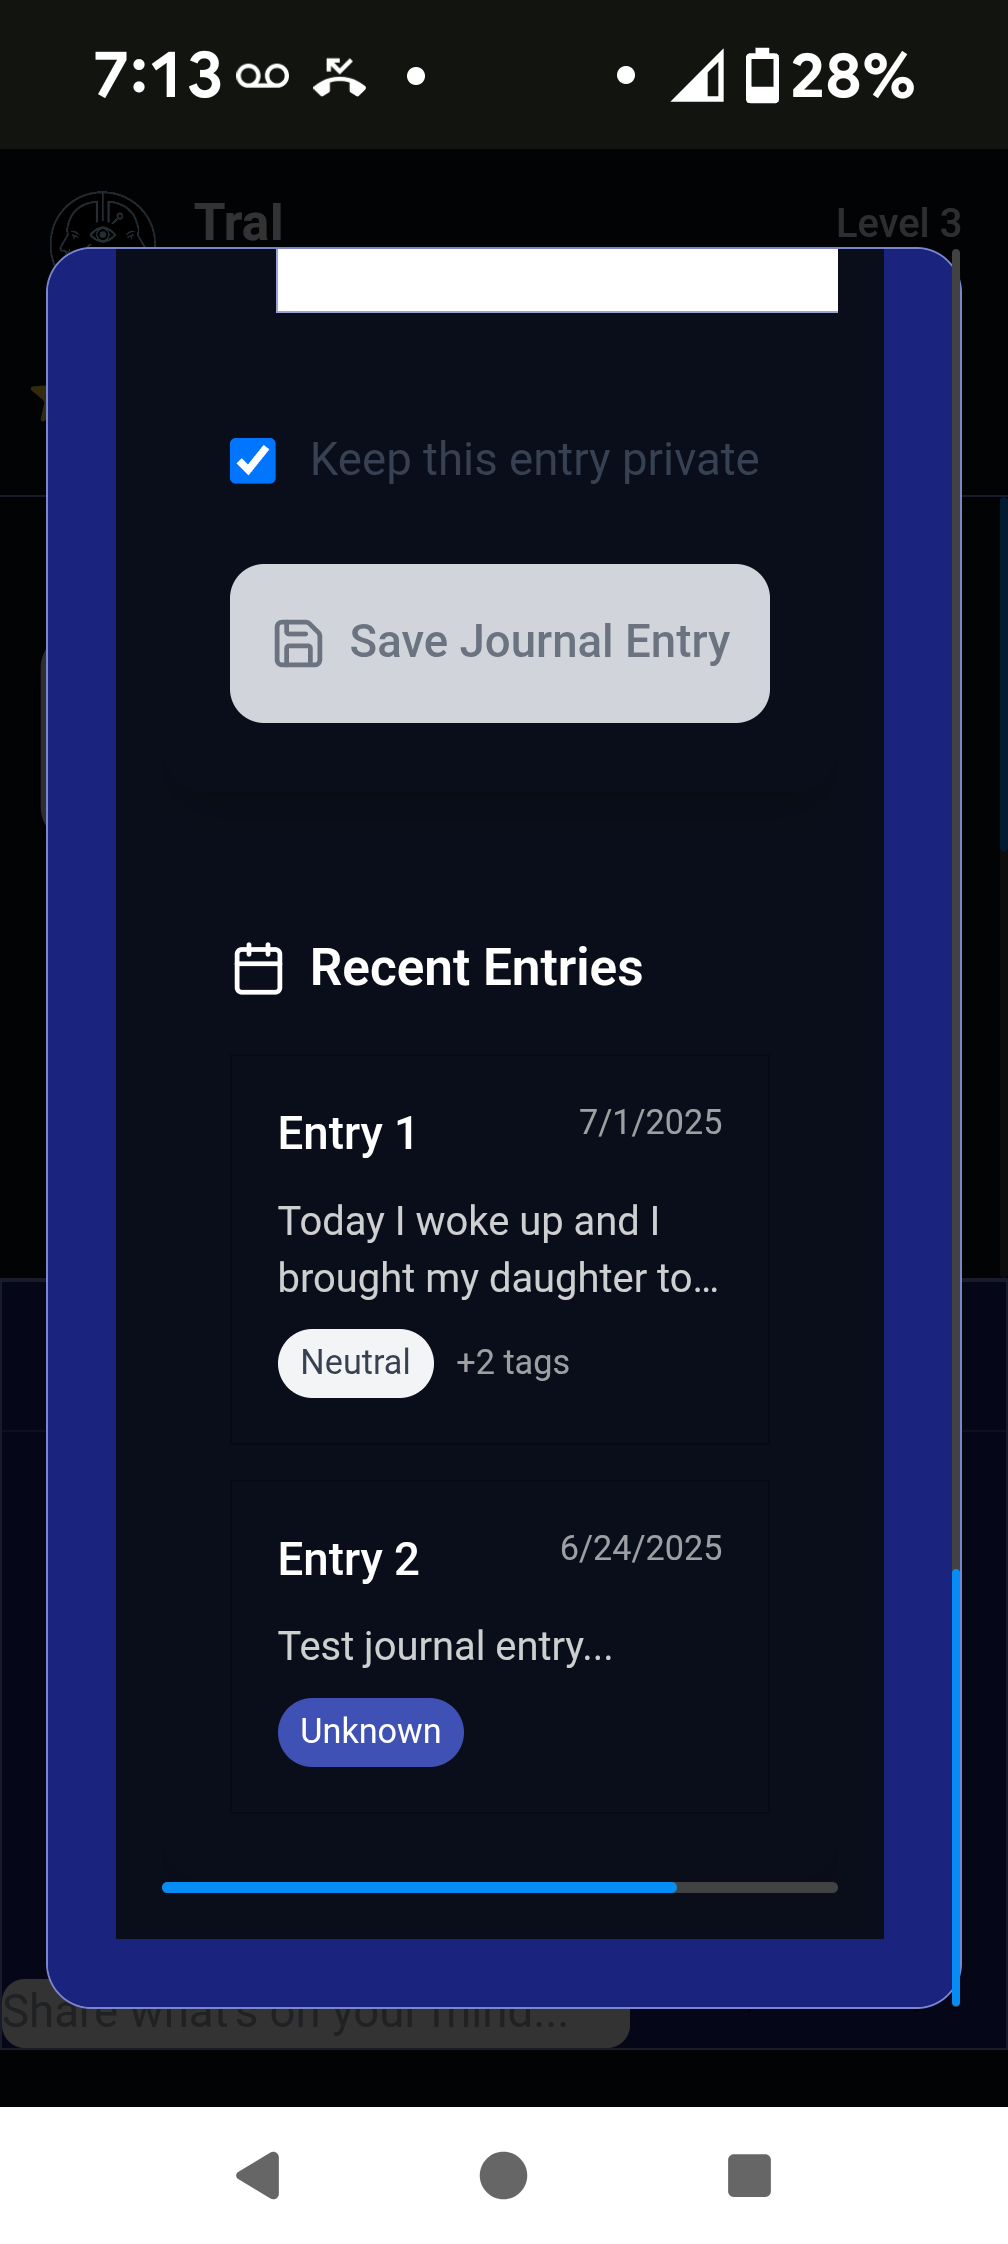 7:13
28%
Tral
Level 3
Keep this entry private
Save Journal Entry
Recent Entries
Entry 1
7/1/2025
Today I woke up and I
brought my daughter to...
Neutral
+2 tags
Entry 2
6/24/2025
Test journal entry...
Unknown
Share what's on your mind...